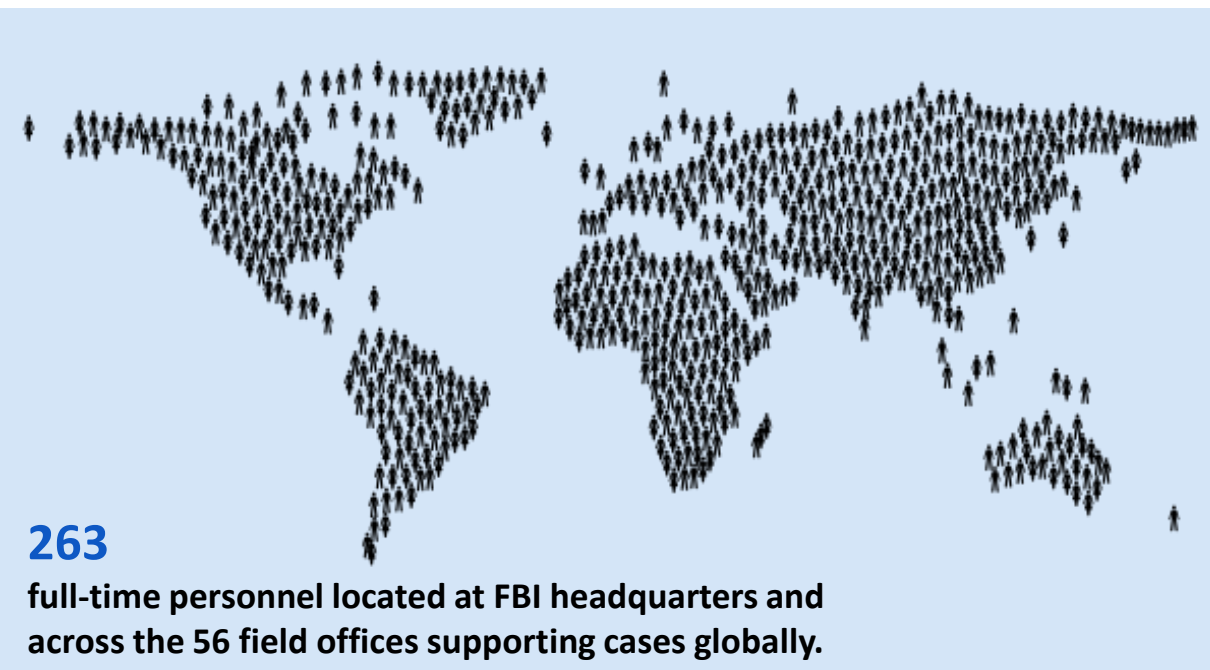 263
full-time personnel located at FBI headquarters and
across the 56 field offices supporting cases globally.